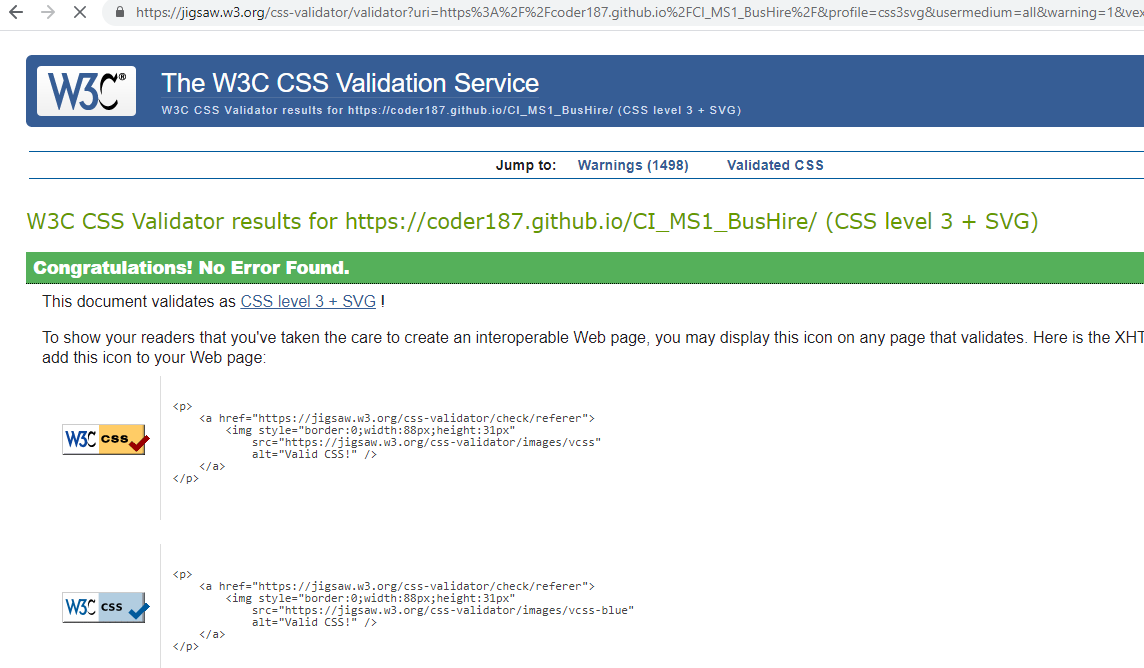 https://jigsaw.w3.org/css-validator/validator?uri=https%3A%2F%2Fcoder187.github.io%2FCI_MS1_BusHire%2F&profile=css3svg&usermedium=all&warning=1&vex
W3C®
The W3C CSS Validation Service
W3C CSS Validator results for https://coder187.github.io/CI_MS1_BusHire/ (CSS level 3 + SVG)
Jump to: Warnings (1498) Validated CSS
W3C CSS Validator results for https://coder187.github.io/CI_MS1_BusHire/ (CSS level 3 + SVG)
Congratulations! No Error Found.
This document validates as CSS level 3 + SVG !
To show your readers that you've taken the care to create an interoperable Web page, you may display this icon on any page that validates. Here is the XHT
add this icon to your Web page:
W3C css
<p>
<a href="https://jigsaw.w3.org/css-validator/check/referer">
<img style="border:0;width:88px;height:31px"
src="https://jigsaw.w3.org/css-validator/images/vcss"
alt="Valid CSS!" />
</a>
</p>
W3C css
<p>
<a href="https://jigsaw.w3.org/css-validator/check/referer">
<img style="border:0;width:88px;height:31px"
src="https://jigsaw.w3.org/css-validator/images/vcss-blue"
alt="Valid CSS!" />
</a>
</p>